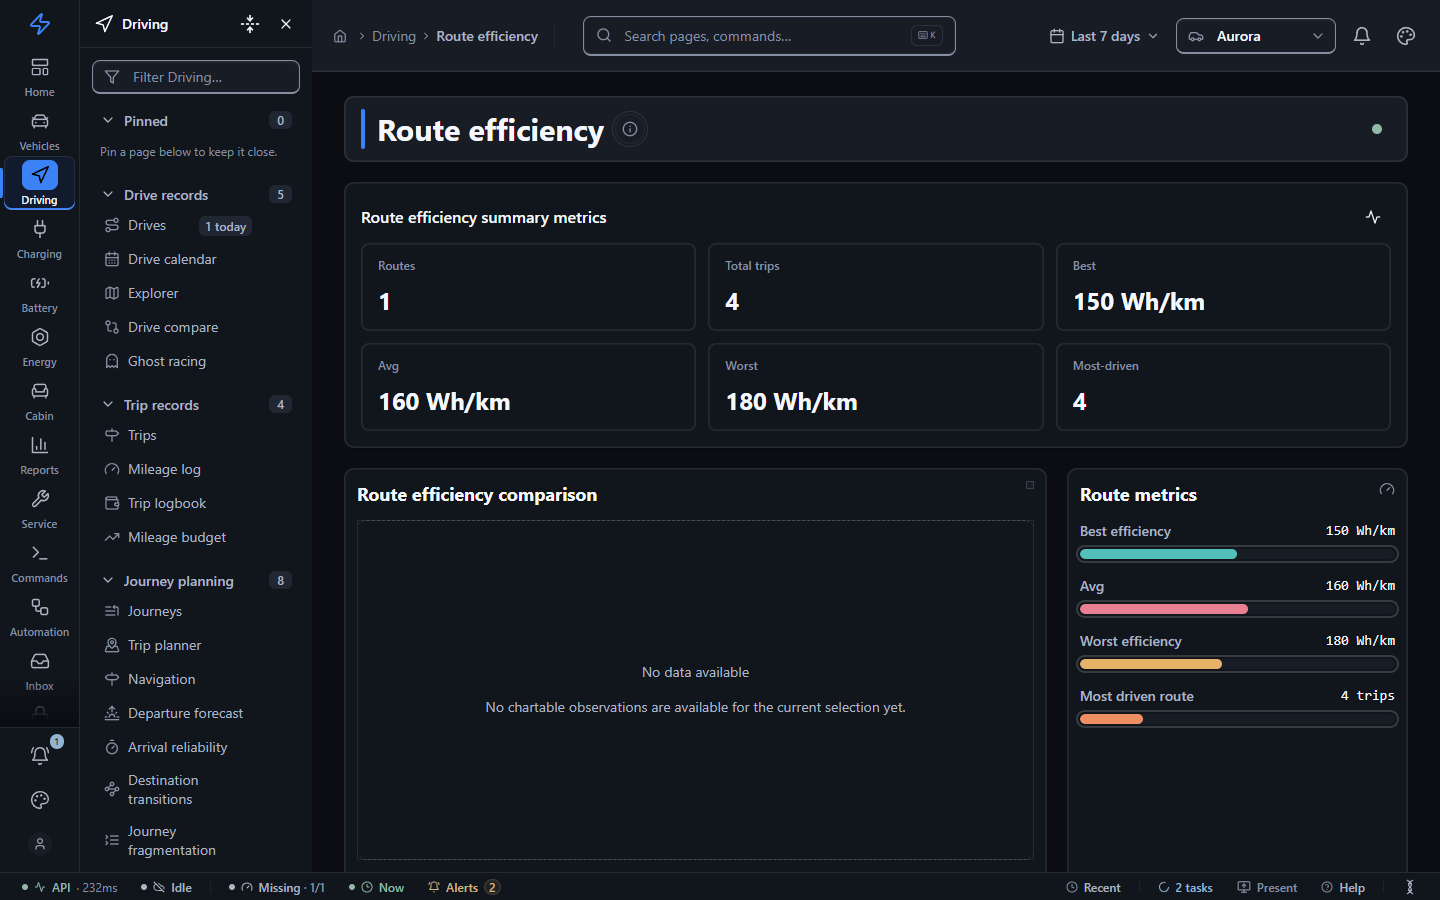 Home
Vehicles
Driving
Charging
Battery
Energy
Cabin
Reports
Service
Commands
Automation
Inbox
1
Driving
Filter Driving...
Pinned 0
Pin a page below to keep it close.
Drive records 5
Drives 1 today
Drive calendar
Explorer
Drive compare
Ghost racing
Trip records 4
Trips
Mileage log
Trip logbook
Mileage budget
Journey planning 8
Journeys
Trip planner
Navigation
Departure forecast
Arrival reliability
Destination
transitions
Journey
fragmentation
Driving Route efficiency
Search pages, commands... K
Last 7 days
Aurora
Route efficiency
Route efficiency summary metrics
Routes
1
Total trips
4
Best
150 Wh/km
Avg
160 Wh/km
Worst
180 Wh/km
Most-driven
4
Route efficiency comparison
No data available
No chartable observations are available for the current selection yet.
Route metrics
Best efficiency 150 Wh/km
Avg 160 Wh/km
Worst efficiency 180 Wh/km
Most driven route 4 trips
API · 232ms
Idle
Missing · 1/1
Now
Alerts 2
Recent
2 tasks
Present
Help